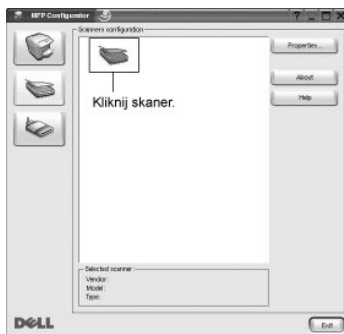 MFP Configurator
Scanners configuration
Properties...
About
Help
Kliknij skaner.
Selected scanner:
Vendor:
Model:
Type:
DELL
Exit